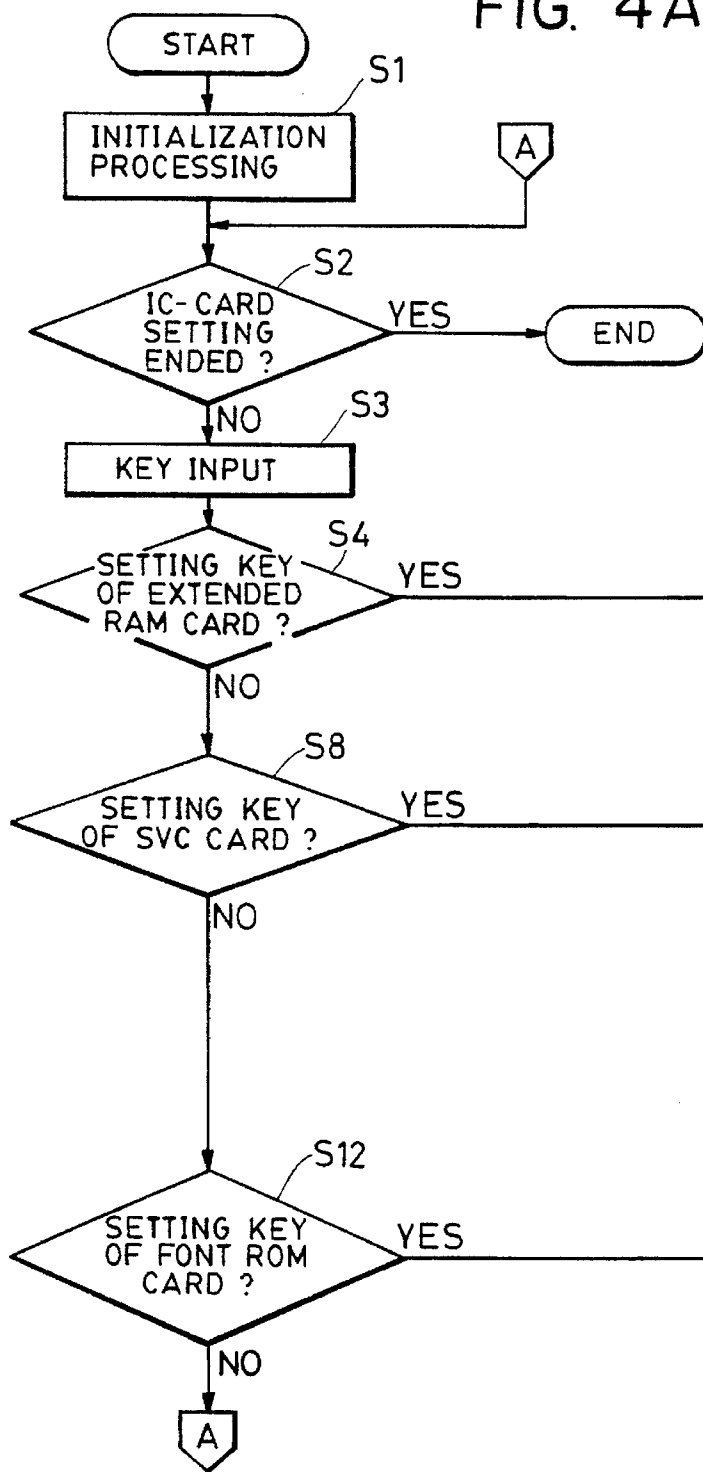 FIG. 4A
START
S1
INITIALIZATION
PROCESSING
A
S2
IC-CARD
SETTING
ENDED ?
YES
END
NO
S3
KEY INPUT
S4
SETTING KEY
OF EXTENDED
RAM CARD ?
YES
NO
S8
SETTING KEY
OF SVC CARD ?
YES
NO
S12
SETTING KEY
OF FONT ROM
CARD ?
YES
NO
A